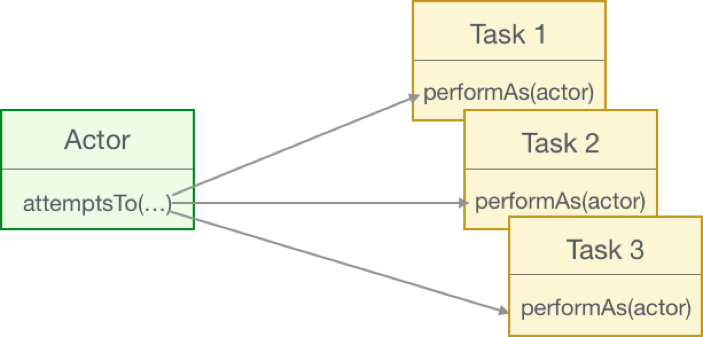 Task 1
performAs(actor)
Actor
attemptsTo(...)
Task 2
performAs(actor)
Task 3
performAs(actor)